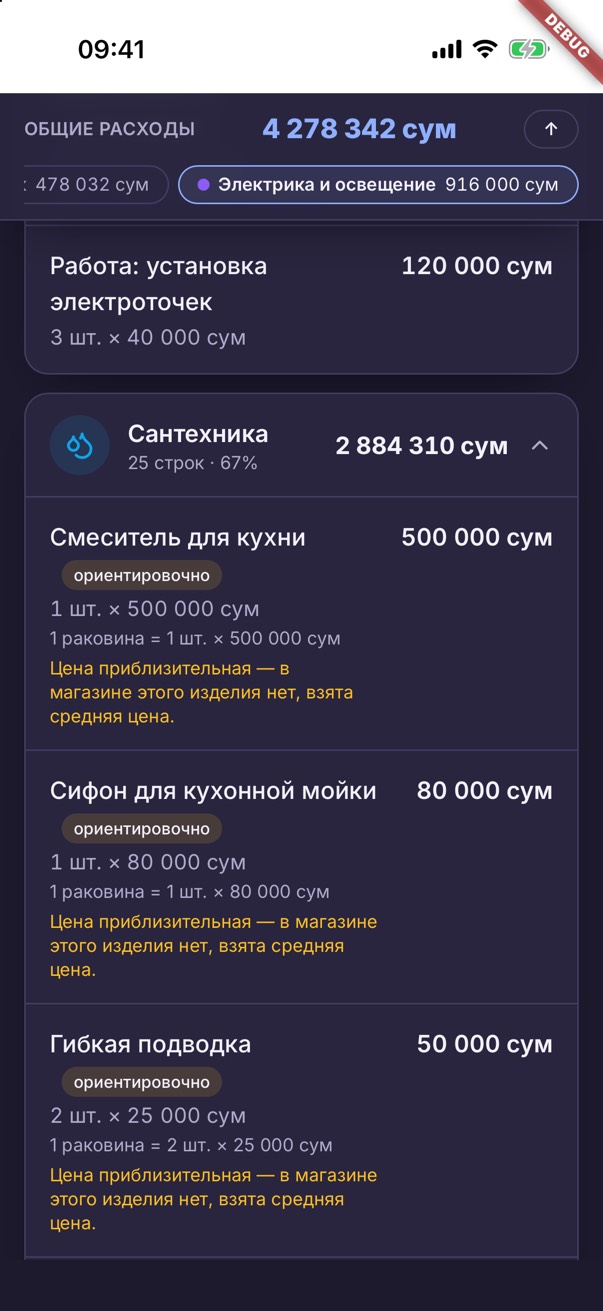 09:41
DEBUG
ОБЩИЕ РАСХОДЫ
4 278 342 сум
478 032 сум
Электрика и освещение 916 000 сум
Работа: установка
электроточек
120 000 сум
3 шт. × 40 000 сум
Сантехника
25 строк · 67%
2 884 310 сум
Смеситель для кухни
500 000 сум
ориентировочно
1 шт. × 500 000 сум
1 раковина = 1 шт. × 500 000 сум
Цена приблизительная — в
магазине этого изделия нет, взята
средняя цена.
Сифон для кухонной мойки
80 000 сум
ориентировочно
1 шт. × 80 000 сум
1 раковина = 1 шт. × 80 000 сум
Цена приблизительная — в магазине
этого изделия нет, взята средняя
цена.
Гибкая подводка
50 000 сум
ориентировочно
2 шт. × 25 000 сум
1 раковина = 2 шт. × 25 000 сум
Цена приблизительная — в магазине
этого изделия нет, взята средняя
цена.